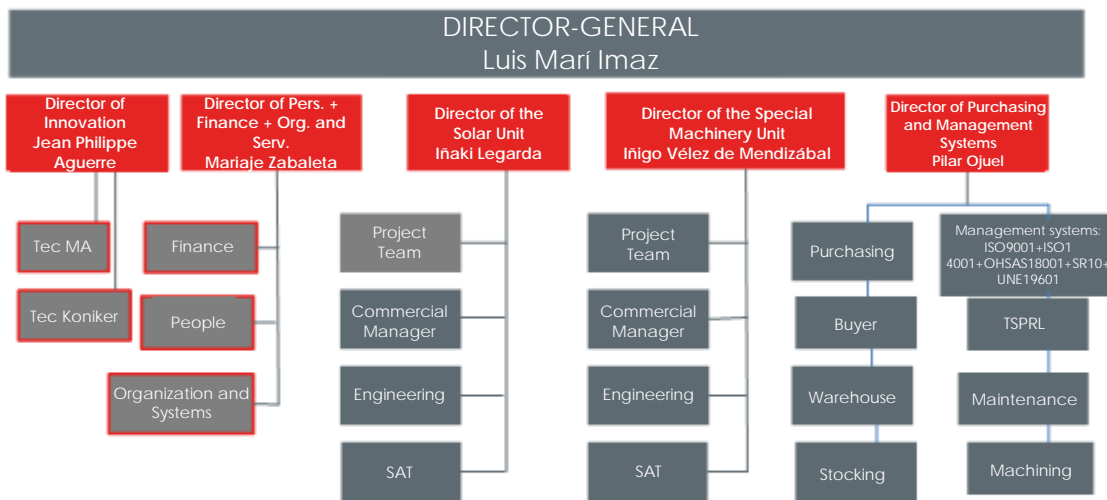 DIRECTOR-GENERAL
Luis Marí Imaz
Director of
Innovation
Jean Philippe
Aguerre
Director of Pers. +
Finance + Org. and
Serv.
Mariaje Zabaleta
Director of the
Solar Unit
Iñaki Legarda
Director of the Special
Machinery Unit
Iñigo Vélez de Mendizábal
Director of Purchasing
and Management
Systems
Pilar Ojuel
Tec MA
Tec Koniker
Finance
People
Organization and
Systems
Project
Team
Commercial
Manager
Engineering
SAT
Project
Team
Commercial
Manager
Engineering
SAT
Purchasing
Buyer
Warehouse
Stocking
Management systems:
ISO9001+ISO1
4001+OHSAS18001+SR10+
UNE19601
TSPRL
Maintenance
Machining